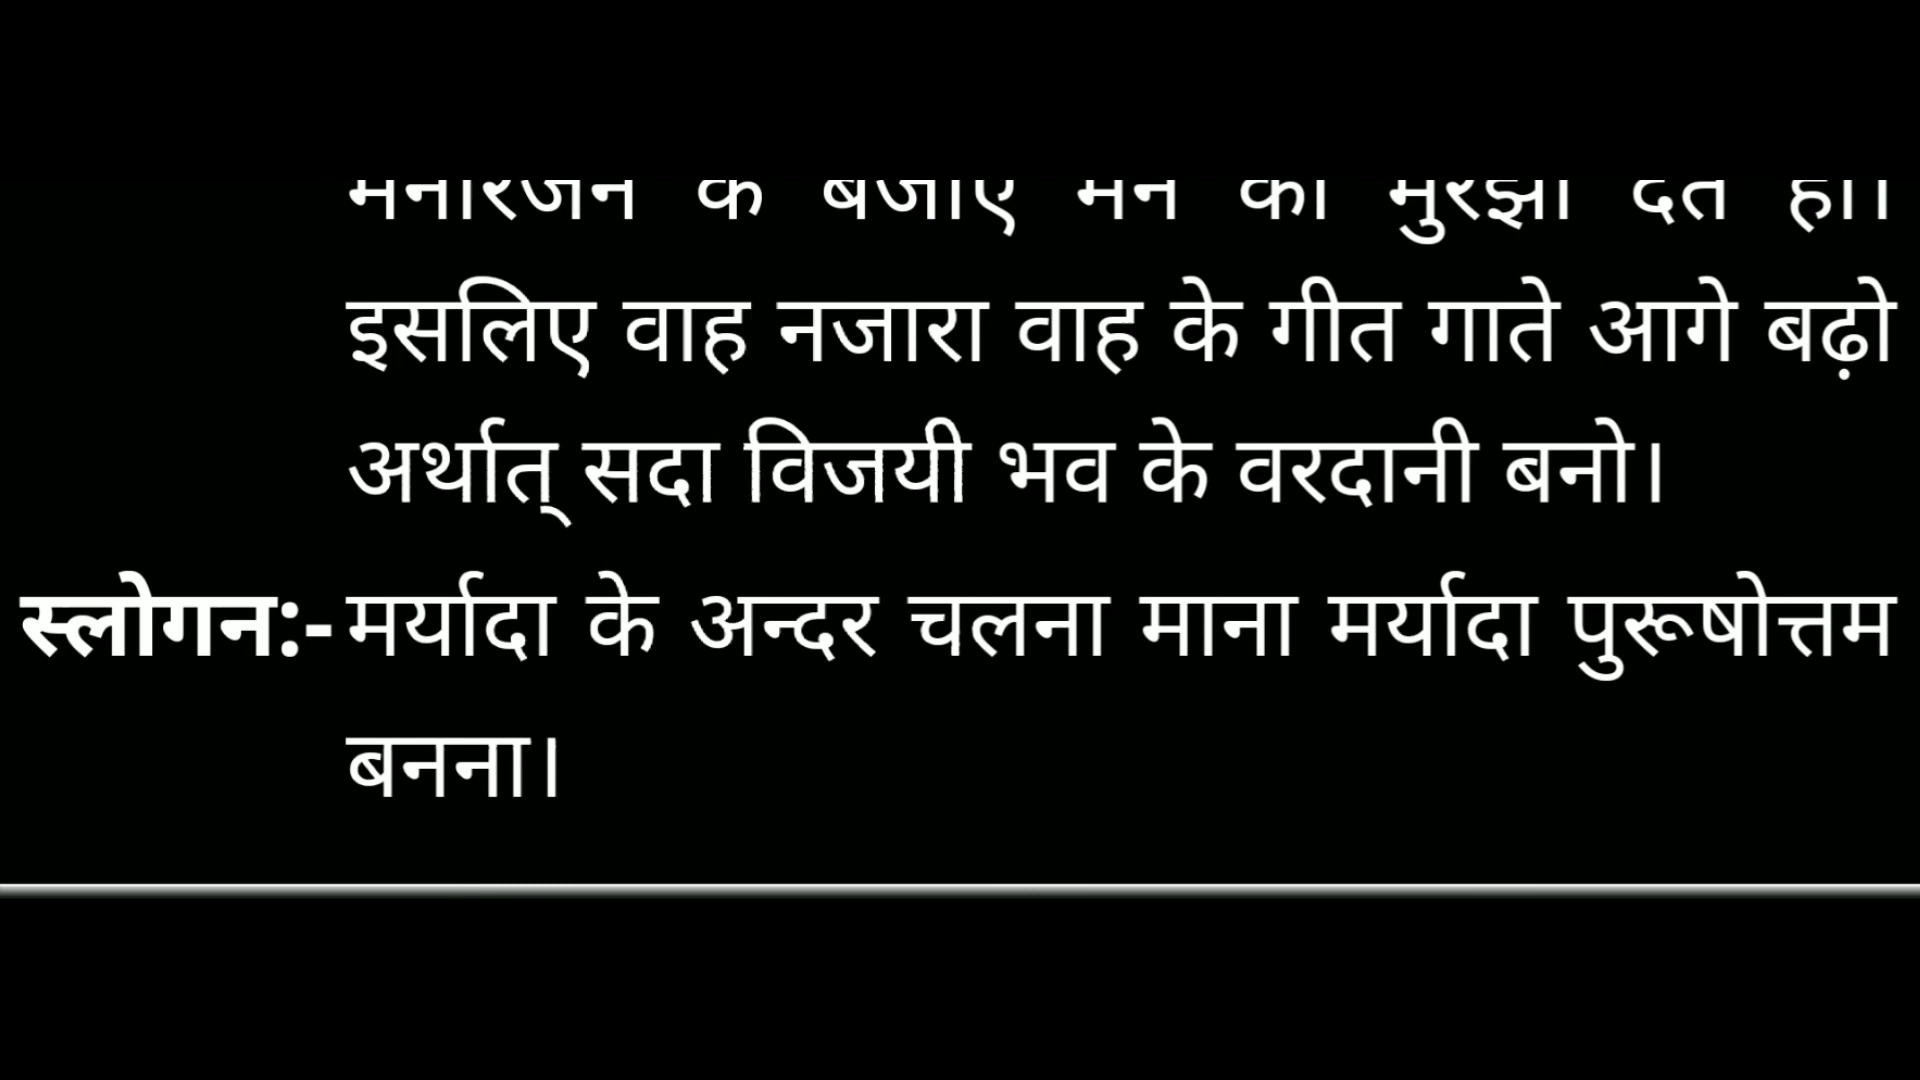 इसलिए वाह नजारा वाह के गीत गाते आगे बढ़ो
अर्थात् सदा विजयी भव के वरदानी बनो।
स्लोगन:- मर्यादा के अन्दर चलना माना मर्यादा पुरूषोत्तम
बनना।